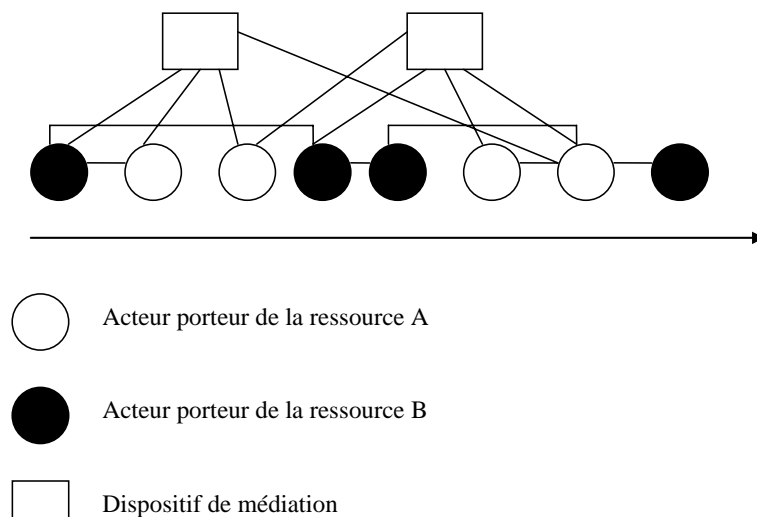 Acteur porteur de la ressource A
Acteur porteur de la ressource B
Dispositif de médiation